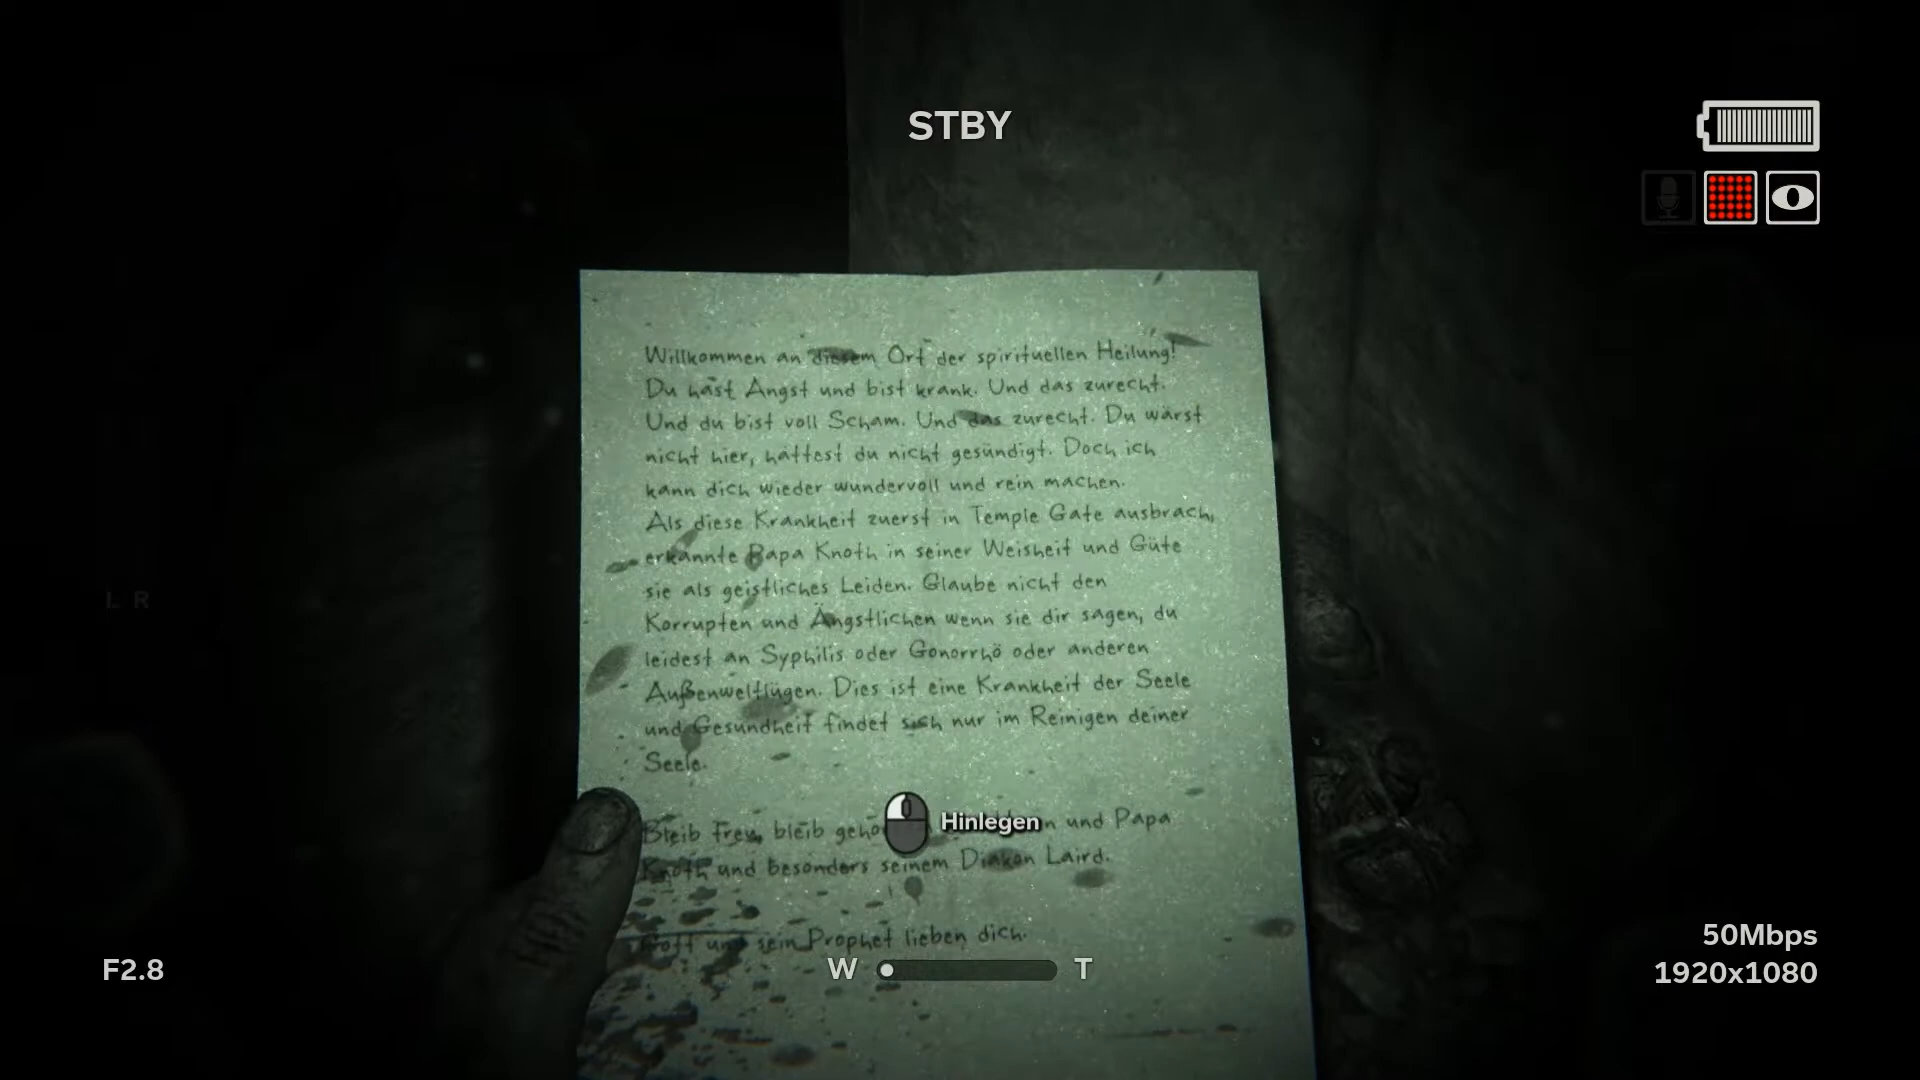 STBY
Willkommen an diesem Ort der spirituellen Heilung!
Du hast Angst und bist krank. Und das zurecht.
Und du bist voll Scham. Und das zurecht. Du wärst
nicht hier, hättest du nicht gesündigt. Doch ich
kann dich wieder wundervoll und rein machen.
Als diese Krankheit zuerst in Temple Gate ausbrach,
erkannte Papa Knoth in seiner Weisheit und Güte
sie als geistliches Leiden. Glaube nicht den
Korrupten und Ängstlichen wenn sie dir sagen, du
leidest an Syphilis oder Gonorrhö oder anderen
Außenweltlügen. Dies ist eine Krankheit der Seele
und Gesundheit findet sich nur im Reinigen deiner
Seele.
L R
Bleib treu, bleib und Papa
Hinlegen
Knoth und besonders seinem Diakon Laird.
Gott und sein Prophet lieben dich.
W T
F2.8
50Mbps
1920x1080